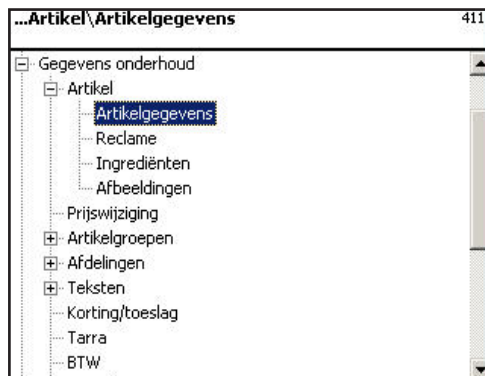 ...Artikel\Artikelgegevens 411
Gegevens onderhoud
Artikel
Artikelgegevens
Reclame
Ingrediënten
Afbeeldingen
Prijswijziging
Artikelgroepen
Afdelingen
Teksten
Korting/toeslag
Tarra
BTW